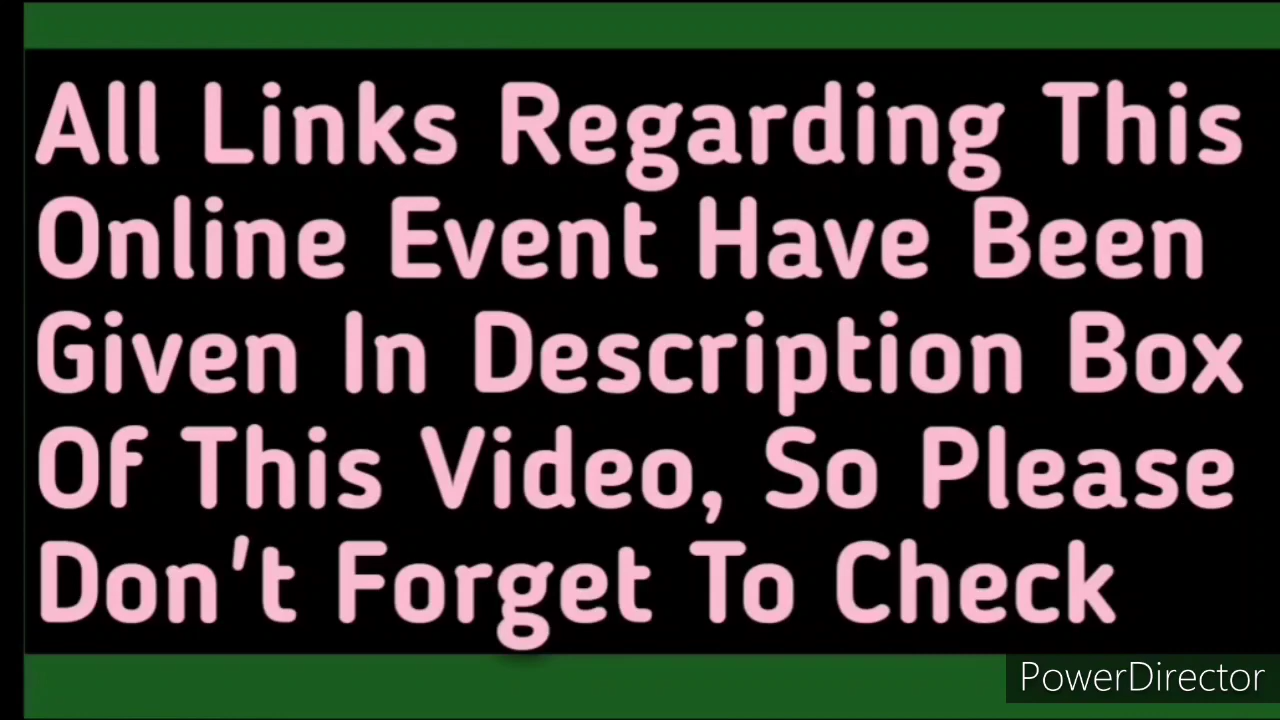 All Links Regarding This
Online Event Have Been
Given In Description Box
Of This Video, So Please
Don't Forget To Check
PowerDirector